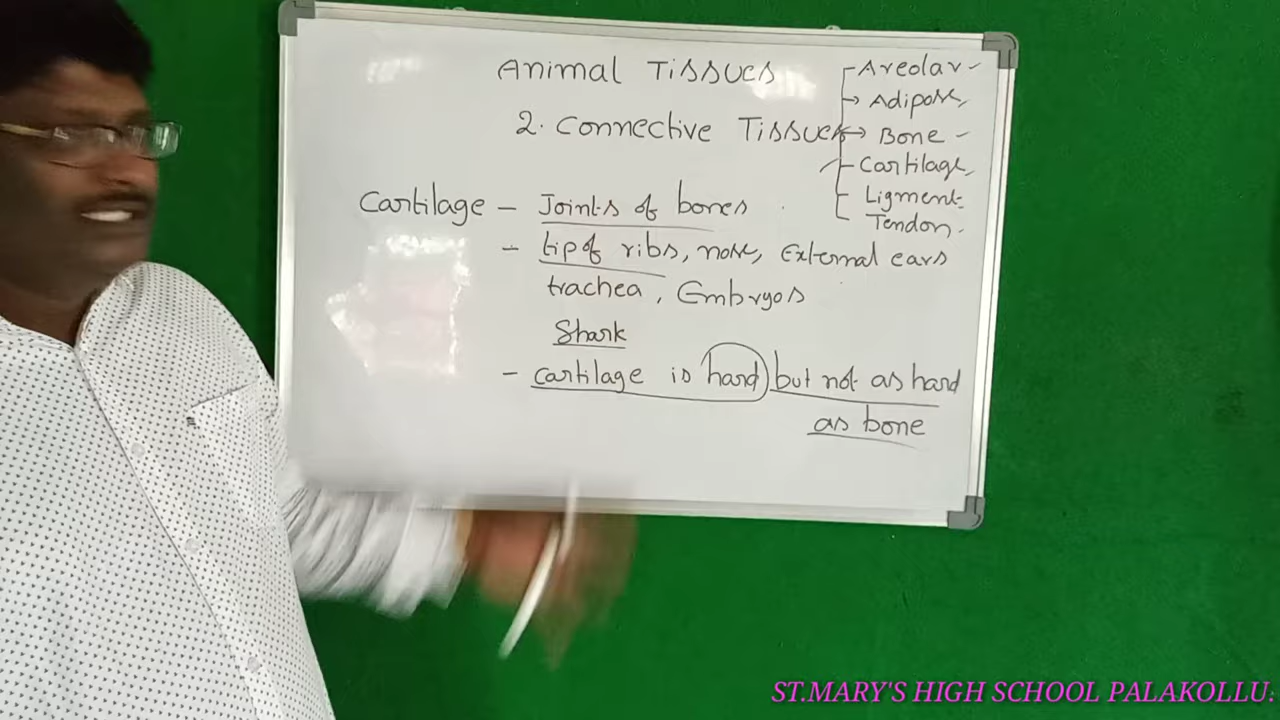 Animal Tissues
2. Connective Tissues
Areolar
Adipose,
Bone
Cartilage,
Ligment
Tendon.
Cartilage - Joints of bones
- tip of ribs, nose, External ears
trachea, Embryos
Shark
- cartilage is hard but not as hard
as bone
ST.MARY'S HIGH SCHOOL PALAKOLLU.